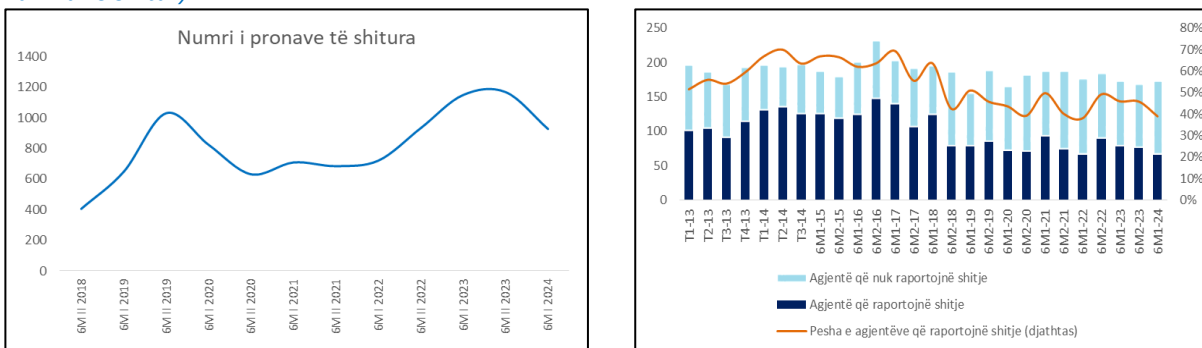 Numri i pronave të shitura
1400
1200
1000
800
600
400
200
0
6M II 2018
6M I 2019
6M II 2019
6M I 2020
6M II 2020
6M I 2021
6M II 2021
6M I 2022
6M II 2022
6M I 2023
6M II 2023
6M I 2024
250
200
150
100
50
0
80%
70%
60%
50%
40%
30%
20%
10%
0%
T1-13
T2-13
T3-13
T4-13
T1-14
T2-14
T3-14
6M1-15
6M2-15
6M1-16
6M2-16
6M1-17
6M2-17
6M1-18
6M2-18
6M1-19
6M2-19
6M1-20
6M2-20
6M1-21
6M2-21
6M1-22
6M2-22
6M1-23
6M2-23
6M1-24
Agjentë që nuk raportojnë shitje
Agjentë që raportojnë shitje
Pesha e agjentëve që raportojnë shitje (djathtas)